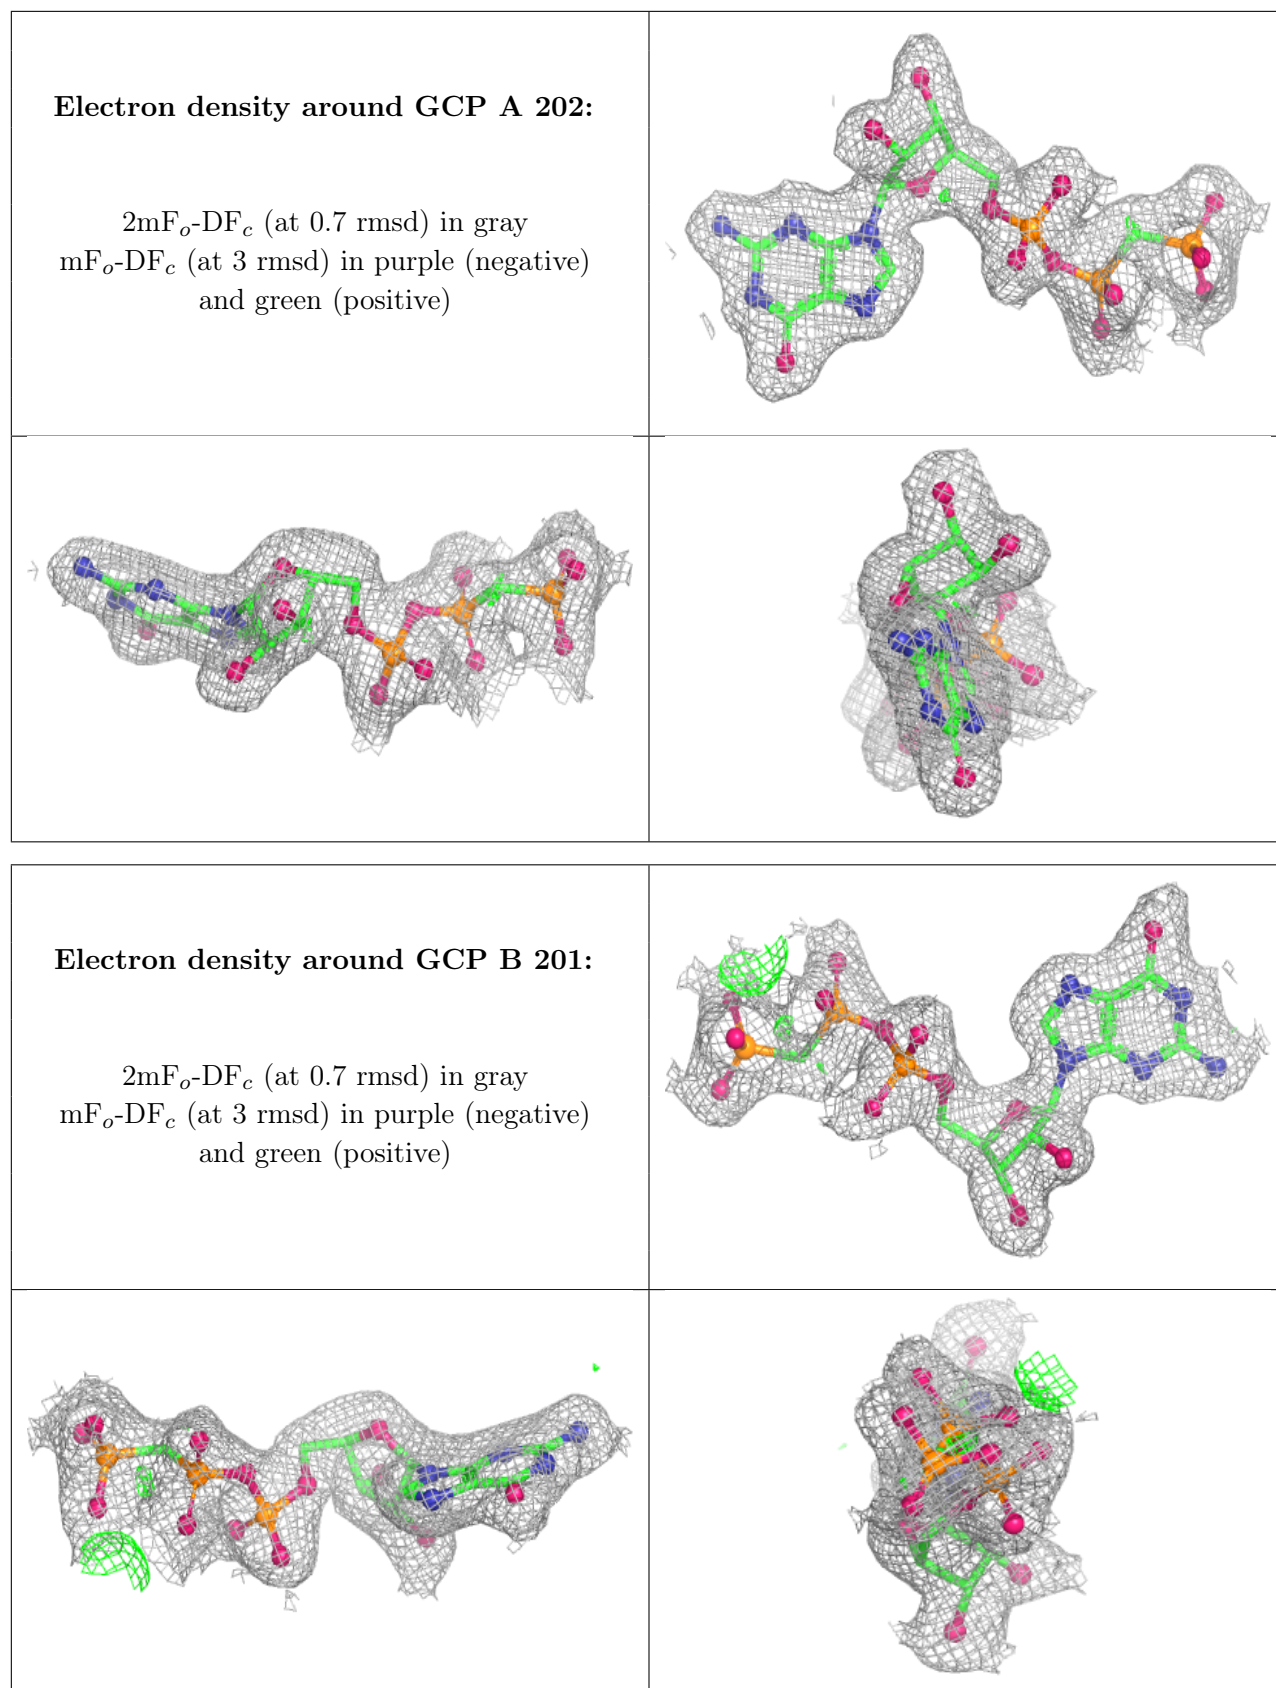 Electron density around GCP A 202:
2mFo-DFc (at 0.7 rmsd) in gray
mFo-DFc (at 3 rmsd) in purple (negative)
and green (positive)
Electron density around GCP B 201:
2mFo-DFc (at 0.7 rmsd) in gray
mFo-DFc (at 3 rmsd) in purple (negative)
and green (positive)